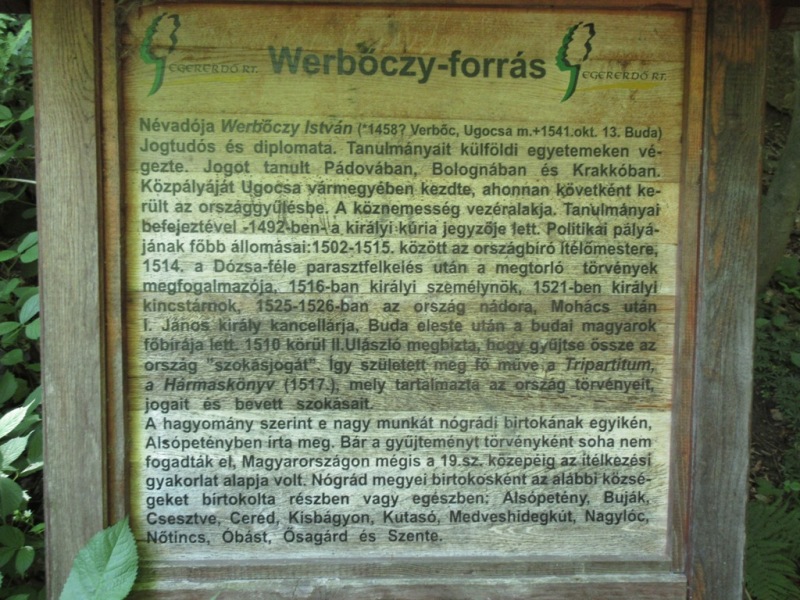 EGERERDŐ RT. Werbőczy-forrás EGERERDŐ RT.
Névadója Werbőczy István (*1458? Verbőc, Ugocsa m.+1541.okt. 13. Buda)
Jogtudós és diplomata. Tanulmányait külföldi egyetemeken vé-
gezte. Jogot tanult Pádovában, Bolognában és Krakkóban.
Közpályáját Ugocsa vármegyében kezdte, ahonnan követként ke-
rült az országgyűlésbe. A köznemesség vezéralakja. Tanulmányai
befejeztével -1492-ben- a királyi kúria jegyzője lett. Politikai pályá-
jának főbb állomásai:1502-1515. között az országbíró ítélőmestere,
1514. a Dózsa-féle parasztfelkelés után a megtorló törvények
megfogalmazója. 1516-ban királyi személynök, 1521-ben királyi
kincstárnok, 1525-1526-ban az ország nádora, Mohács után
I. János király kancellárja, Buda eleste után a budai magyarok
főbírája lett. 1510 körül II.Ulászló megbízta, hogy gyűjtse össze az
ország "szokásjogát". Így született meg fő műve a Tripartitum,
a Hármaskönyv (1517.), mely tartalmazta az ország törvényeit,
jogait és bevett szokásait.
A hagyomány szerint e nagy munkát nógrádi birtokának egyikén,
Alsópetényben írta meg. Bár a gyűjteményt törvényként soha nem
fogadták el, Magyarországon mégis a 19.sz. közepéig az ítélkezési
gyakorlat alapja volt. Nógrád megyei birtokosként az alábbi közsé-
geket birtokolta részben vagy egészben: Alsópetény, Buják,
Csesztve, Cered, Kisbágyon, Kutasó, Medveshidegkút, Nagylóc,
Nőtincs, Óbást, Ősagárd és Szente.